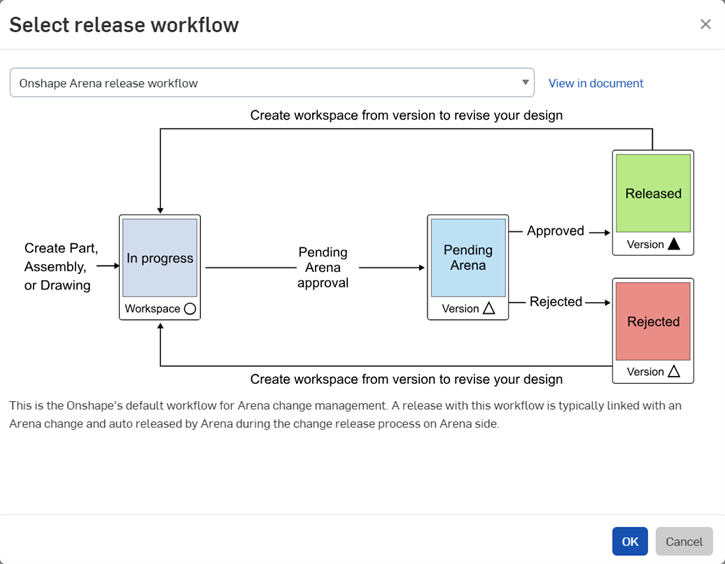 Select release workflow
Onshape Arena release workflow
View in document
Create workspace from version to revise your design
Create Part,
Assembly,
or Drawing
In progress
Workspace
Pending
Arena
approval
Pending
Arena
Version
Approved
Released
Version
Rejected
Rejected
Version
Create workspace from version to revise your design
This is the Onshape's default workflow for Arena change management. A release with this workflow is typically linked with an
Arena change and auto released by Arena during the change release process on Arena side.
OK
Cancel